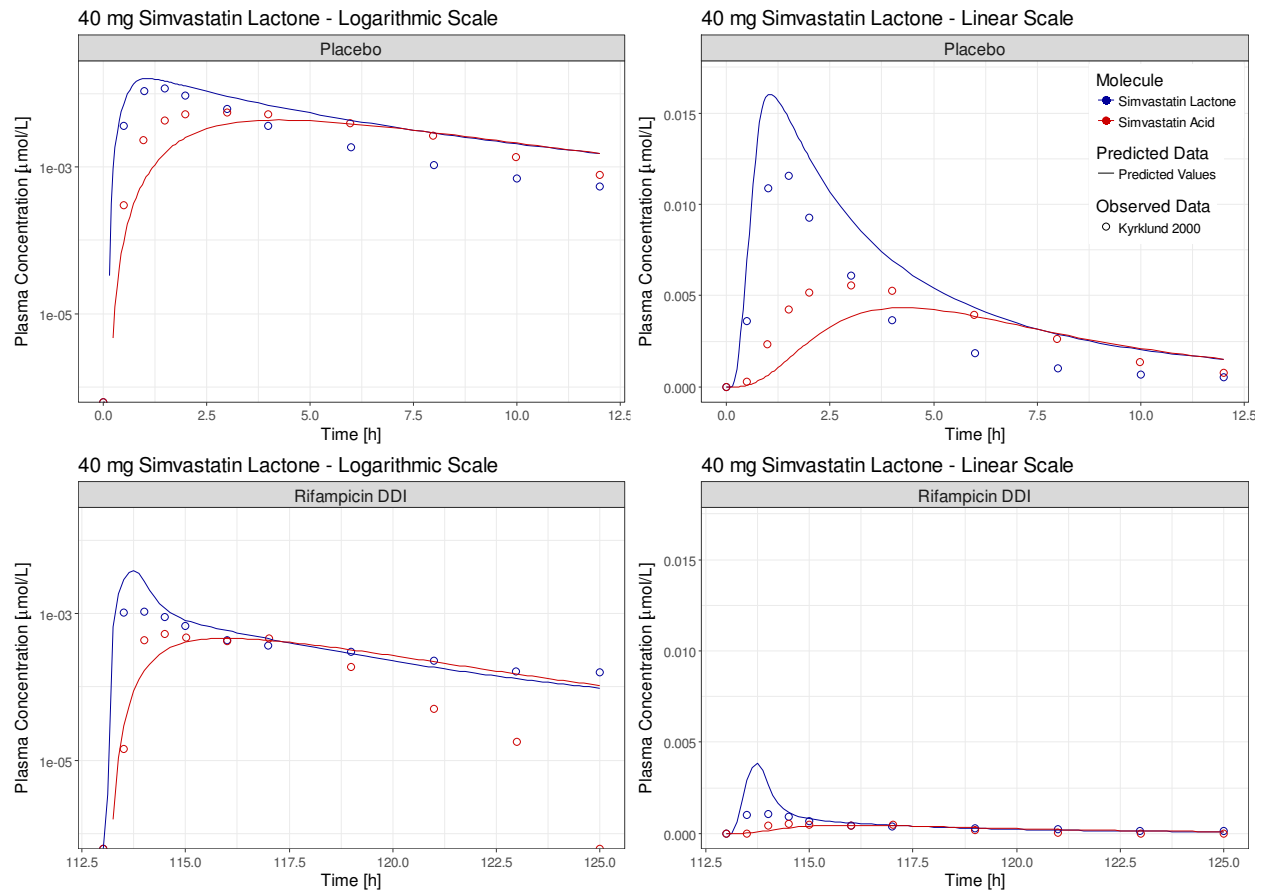 40 mg Simvastatin Lactone - Logarithmic Scale
Placebo
Plasma Concentration [μmol/L]
1e-03
1e-05
0.0 2.5 5.0 7.5 10.0 12.5
Time [h]
40 mg Simvastatin Lactone - Linear Scale
Placebo
Plasma Concentration [μmol/L]
0.015
0.010
0.005
0.000
0.0 2.5 5.0 7.5 10.0 12.5
Time [h]
Molecule
Simvastatin Lactone
Simvastatin Acid
Predicted Data
Predicted Values
Observed Data
Kyrklund 2000
40 mg Simvastatin Lactone - Logarithmic Scale
Rifampicin DDI
Plasma Concentration [μmol/L]
1e-03
1e-05
112.5 115.0 117.5 120.0 122.5 125.0
Time [h]
40 mg Simvastatin Lactone - Linear Scale
Rifampicin DDI
Plasma Concentration [μmol/L]
0.015
0.010
0.005
0.000
112.5 115.0 117.5 120.0 122.5 125.0
Time [h]